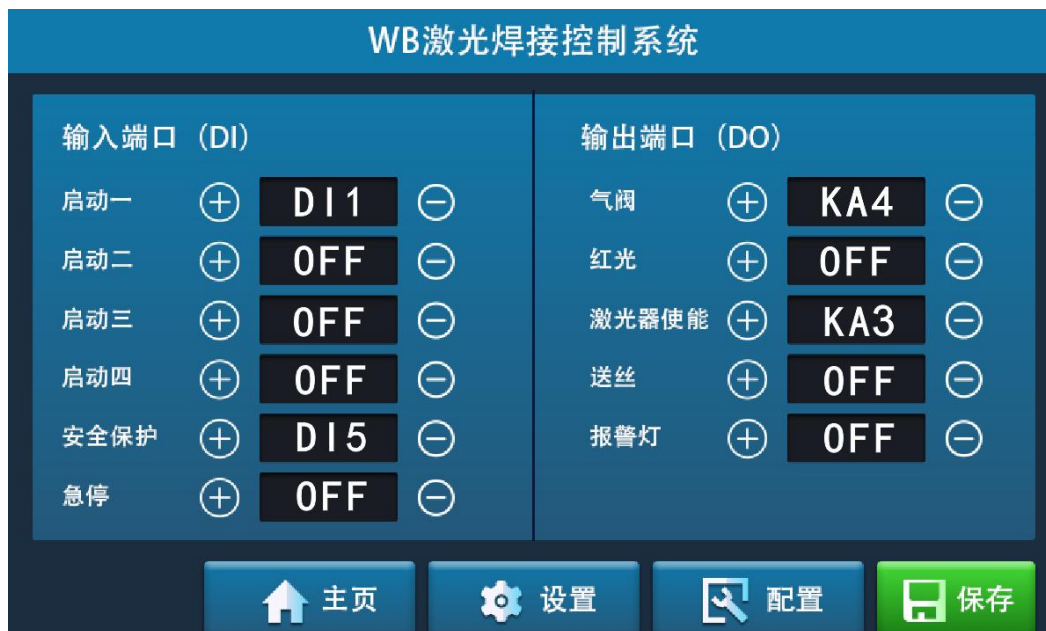 WB激光焊接控制系统
输入端口（DI）
启动一 DI1
启动二 OFF
启动三 OFF
启动四 OFF
安全保护 DI5
急停 OFF
输出端口（DO）
气阀 KA4
红光 OFF
激光器使能 KA3
送丝 OFF
报警灯 OFF
主页 设置 配置 保存